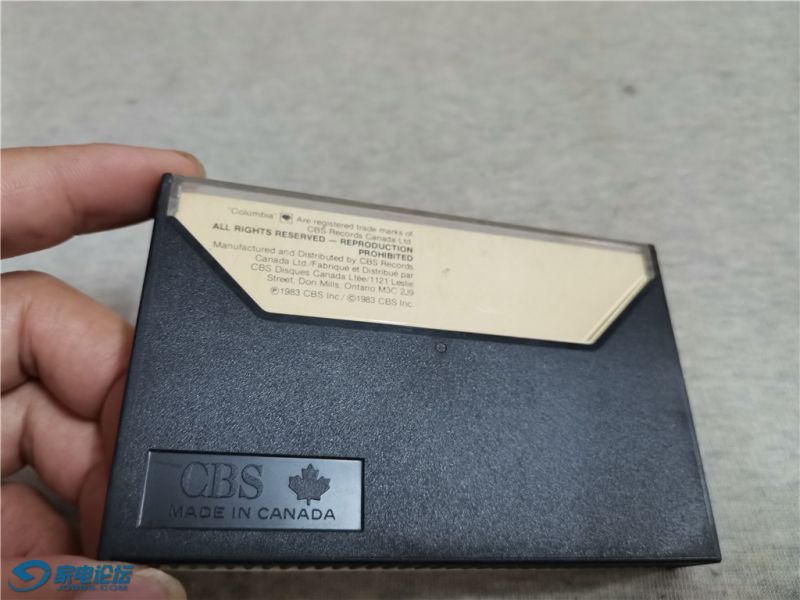 "Columbia" Are registered trade marks of
CBS Records Canada Ltd.
ALL RIGHTS RESERVED — REPRODUCTION
PROHIBITED
Manufactured and Distributed by CBS Records
Canada Ltd./Fabriqué et Distribué par
CBS Disques Canada Ltée/1121 Leslie
Street, Don Mills, Ontario M3C 2J9
℗1983 CBS Inc./ ©1983 CBS Inc.
CBS
MADE IN CANADA
家电论坛
JDBBS.COM